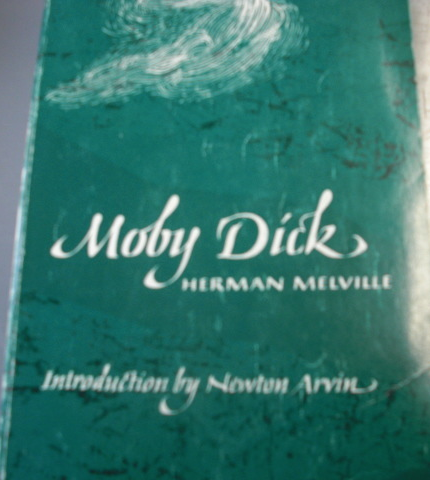 Moby Dick
HERMAN MELVILLE
Introduction by Newton Arvin